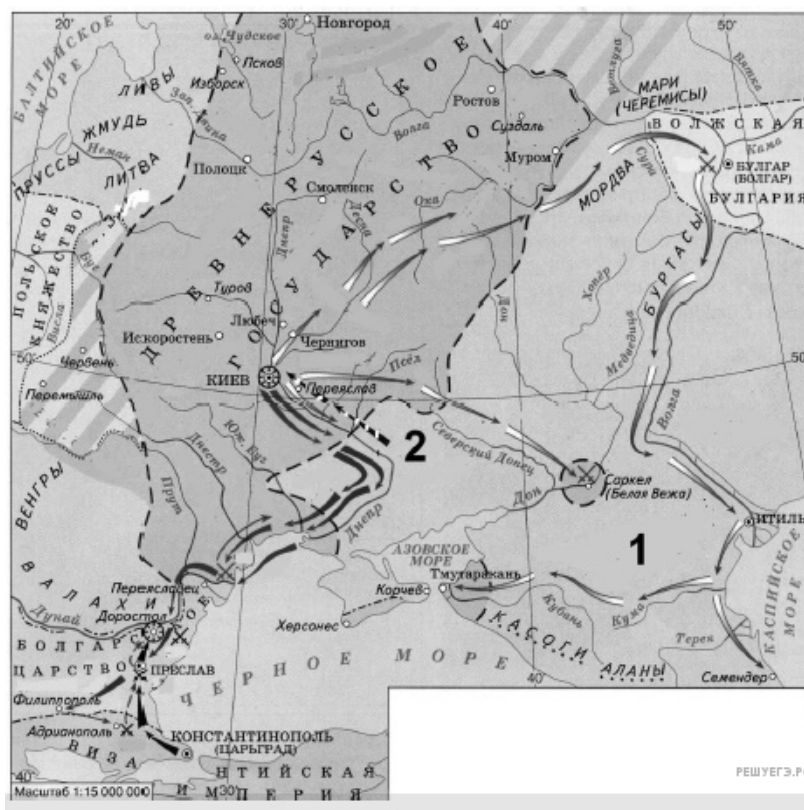 20°
30
40°
50°
Новгород
оз. Чудское
Псков
Изборск
БАЛТИЙСКОЕ МОРЕ
ЛИВЫ
Зап. Двина
ЖМУДЬ
Неман
ПРУССЫ
ЛИТВА
Полоцк
Ростов
Суздаль
Волга
Муром
Ветлуга
Вятка
МАРИ
(ЧЕРЕМИСЫ)
ВОЛЖСКАЯ
Кама
БУЛГАР
(БОЛГАР)
БУЛГАРИЯ
Сура
МОРДВА
БУРТАСЫ
Смоленск
Днепр
Десна
Ока
ДРЕВНЕРУССКОЕ
ГОСУДАРСТВО
ПОЛЬСКОЕ
КНЯЖЕСТВО
Буг
Висла
Туров
Любеч
Искоростень
Чернигов
50°
Червень
КИЕВ
Переяслав
Псёл
Дон
Хопёр
Медведица
Волга
50
Перемышль
2
Юж. Буг
Днестр
Северский Донец
Прут
Днепр
Дон
Саркел
(Белая Вежа)
1
ИТИЛЬ
ВЕНГРЫ
ВАЛАХИ
АЗОВСКОЕ
МОРЕ
Тмутаракань
Корчев
Переяславец
Дунай
Доростол
Херсонес
Кубань
Кума
КАСОГИ
АЛАНЫ
Терек
Семендер
КАСПИЙСКОЕ
МОРЕ
БОЛГАРСКОЕ
ЦАРСТВО
ПРЕСЛАВ
ЧЕРНОЕ МОРЕ
40
Филиппополь
Адрианополь
КОНСТАНТИНОПОЛЬ
(ЦАРЬГРАД)
ВИЗАНТИЙСКАЯ
ИМПЕРИЯ
40°
30°
Масштаб 1:15 000 000
РЕШУЕГЭ.РФ